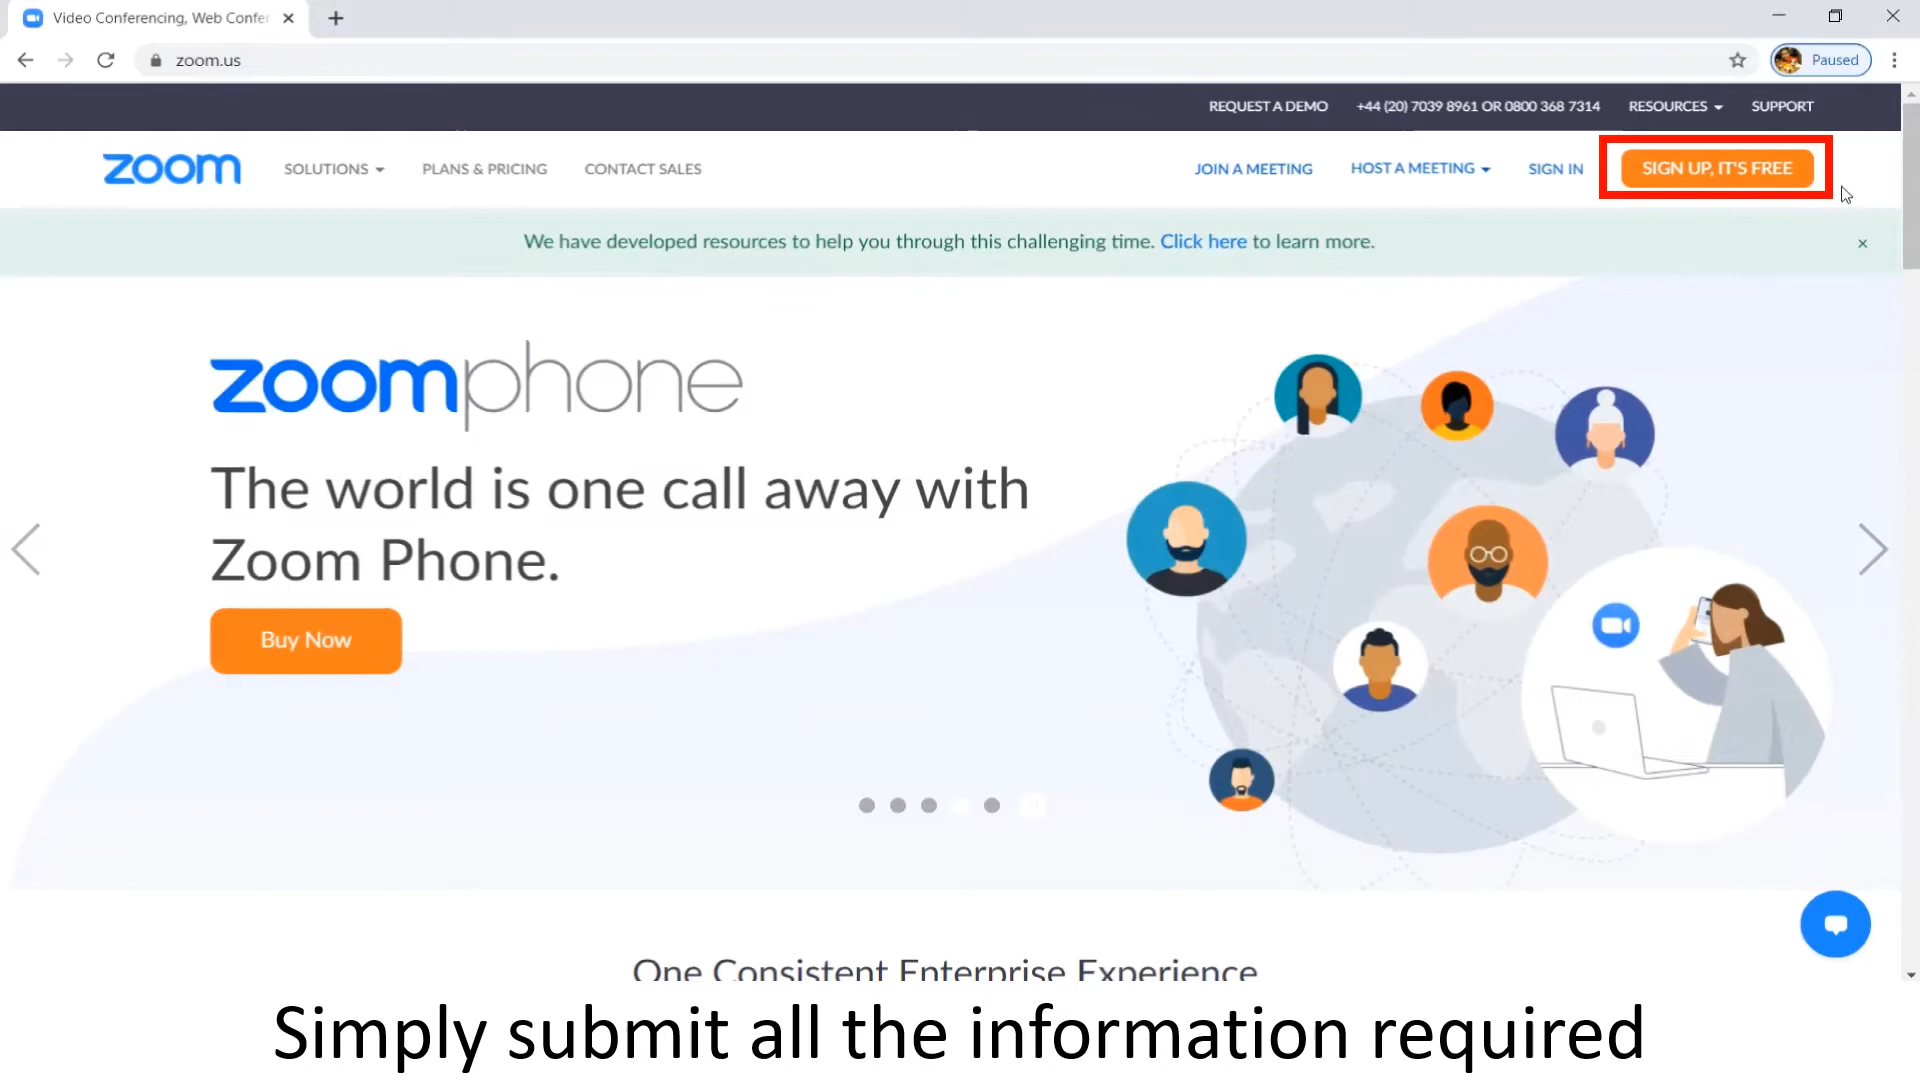 Video Conferencing, Web Confer
zoom.us
Paused
REQUEST A DEMO +44 (20) 7039 8961 OR 0800 368 7314 RESOURCES SUPPORT
zoom SOLUTIONS PLANS & PRICING CONTACT SALES JOIN A MEETING HOST A MEETING SIGN IN SIGN UP, IT'S FREE
We have developed resources to help you through this challenging time. Click here to learn more.
zoomphone
The world is one call away with
Zoom Phone.
Buy Now
One Consistent Enterprise Experience
Simply submit all the information required